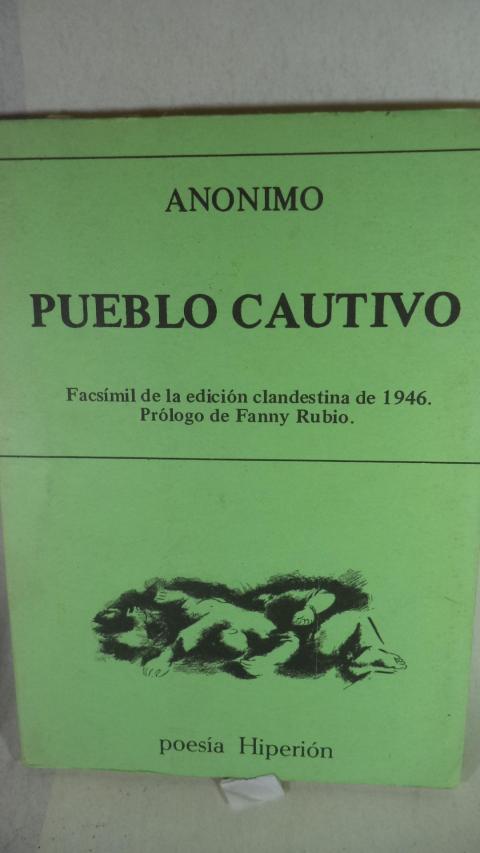 ANONIMO
PUEBLO CAUTIVO
Facsímil de la edición clandestina de 1946.
Prólogo de Fanny Rubio.
poesía Hiperión